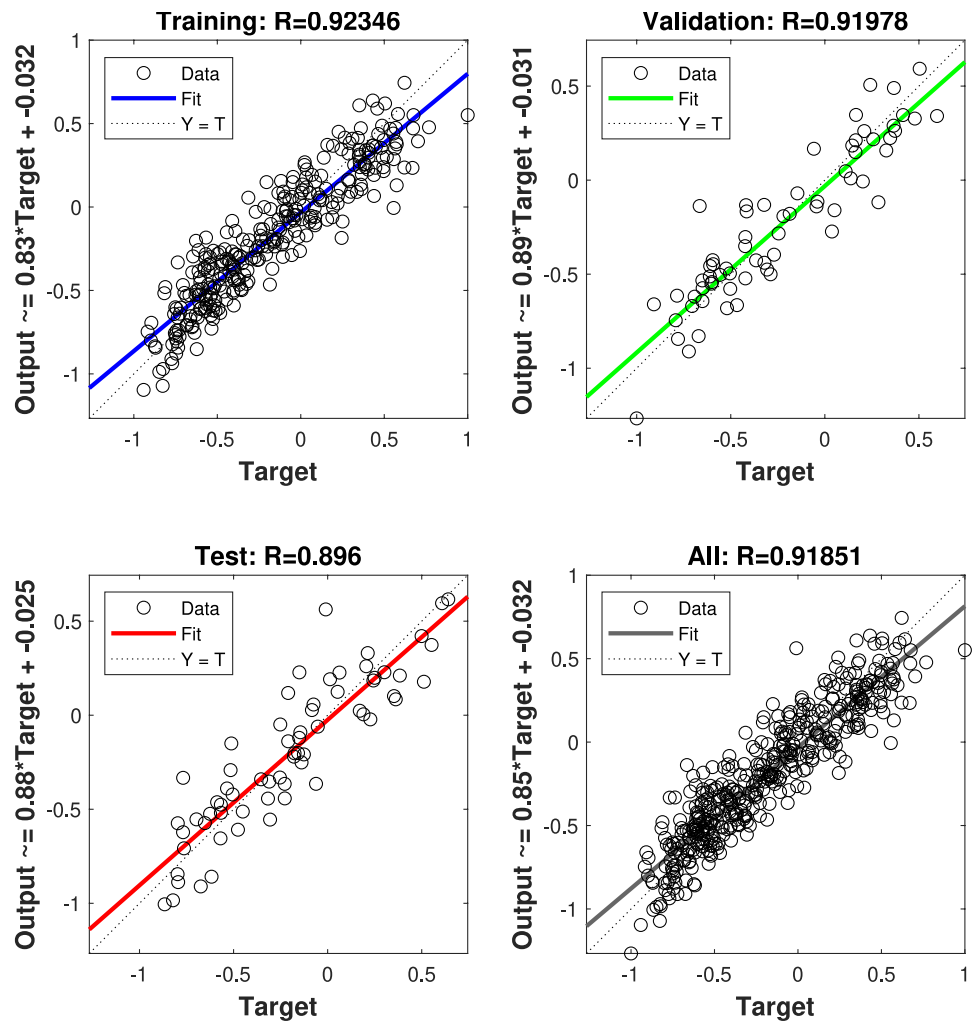 Training: R=0.92346
Output ~= 0.83*Target + -0.032
1
0.5
0
-0.5
-1
Data
Fit
Y = T
-1
-0.5
0
0.5
1
Target
Validation: R=0.91978
Output ~= 0.89*Target + -0.031
0.5
0
-0.5
-1
Data
Fit
Y = T
-1
-0.5
0
0.5
Target
Test: R=0.896
Output ~= 0.88*Target + -0.025
0.5
0
-0.5
-1
Data
Fit
Y = T
-1
-0.5
0
0.5
Target
All: R=0.91851
Output ~= 0.85*Target + -0.032
1
0.5
0
-0.5
-1
Data
Fit
Y = T
-1
-0.5
0
0.5
1
Target